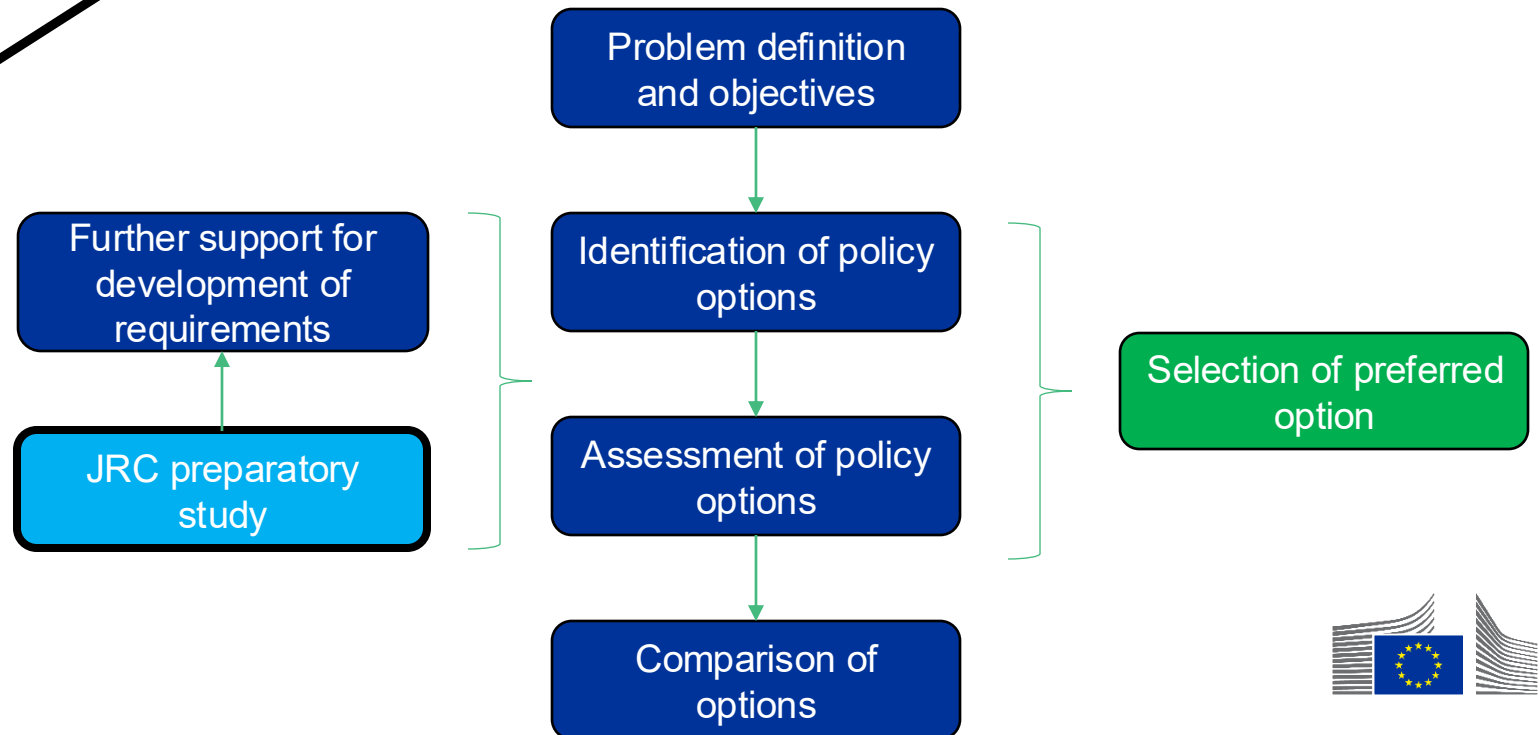 Problem definition
and objectives
Further support for
development of
requirements
Identification of policy
options
Selection of preferred
option
JRC preparatory
study
Assessment of policy
options
Comparison of
options